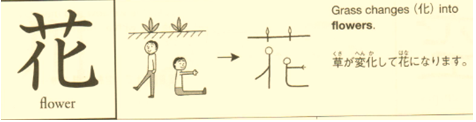 花
flower
Grass changes (化) into
flowers.
くさ へん か はな
草が変化して花になります。